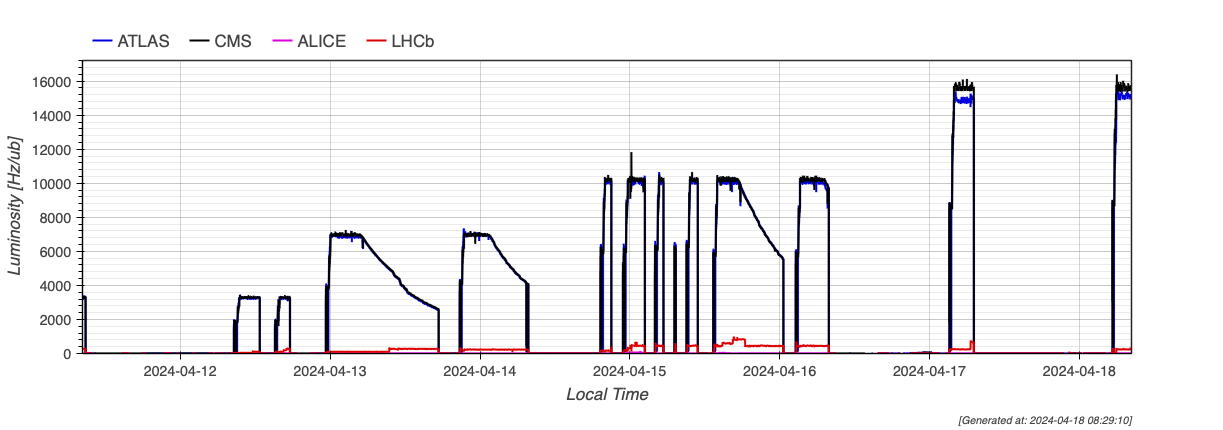 ATLAS CMS ALICE LHCb
Luminosity [Hz/ub]
16000
14000
12000
10000
8000
6000
4000
2000
0
2024-04-12 2024-04-13 2024-04-14 2024-04-15 2024-04-16 2024-04-17 2024-04-18
Local Time
[Generated at: 2024-04-18 08:29:10]